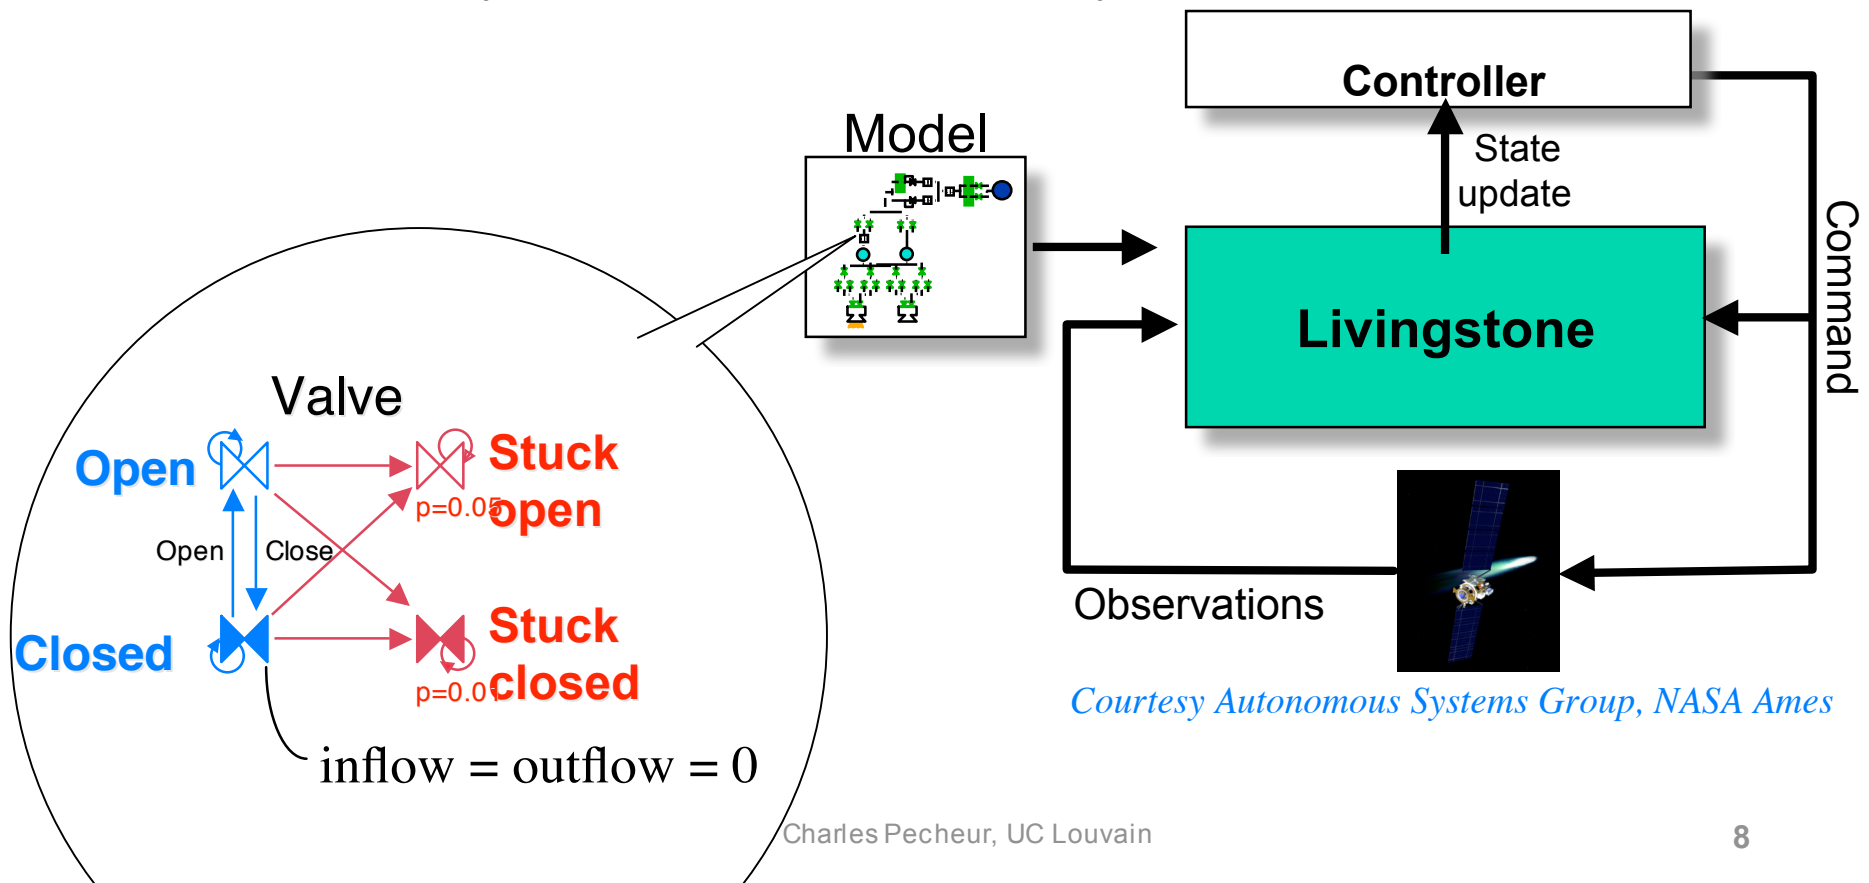 Controller
Model
State
update
Command
Livingstone
Valve
Open
Stuck
open
p=0.05
Open
Close
Closed
Stuck
closed
p=0.01
Observations
inflow = outflow = 0
Courtesy Autonomous Systems Group, NASA Ames
Charles Pecheur, UC Louvain
8